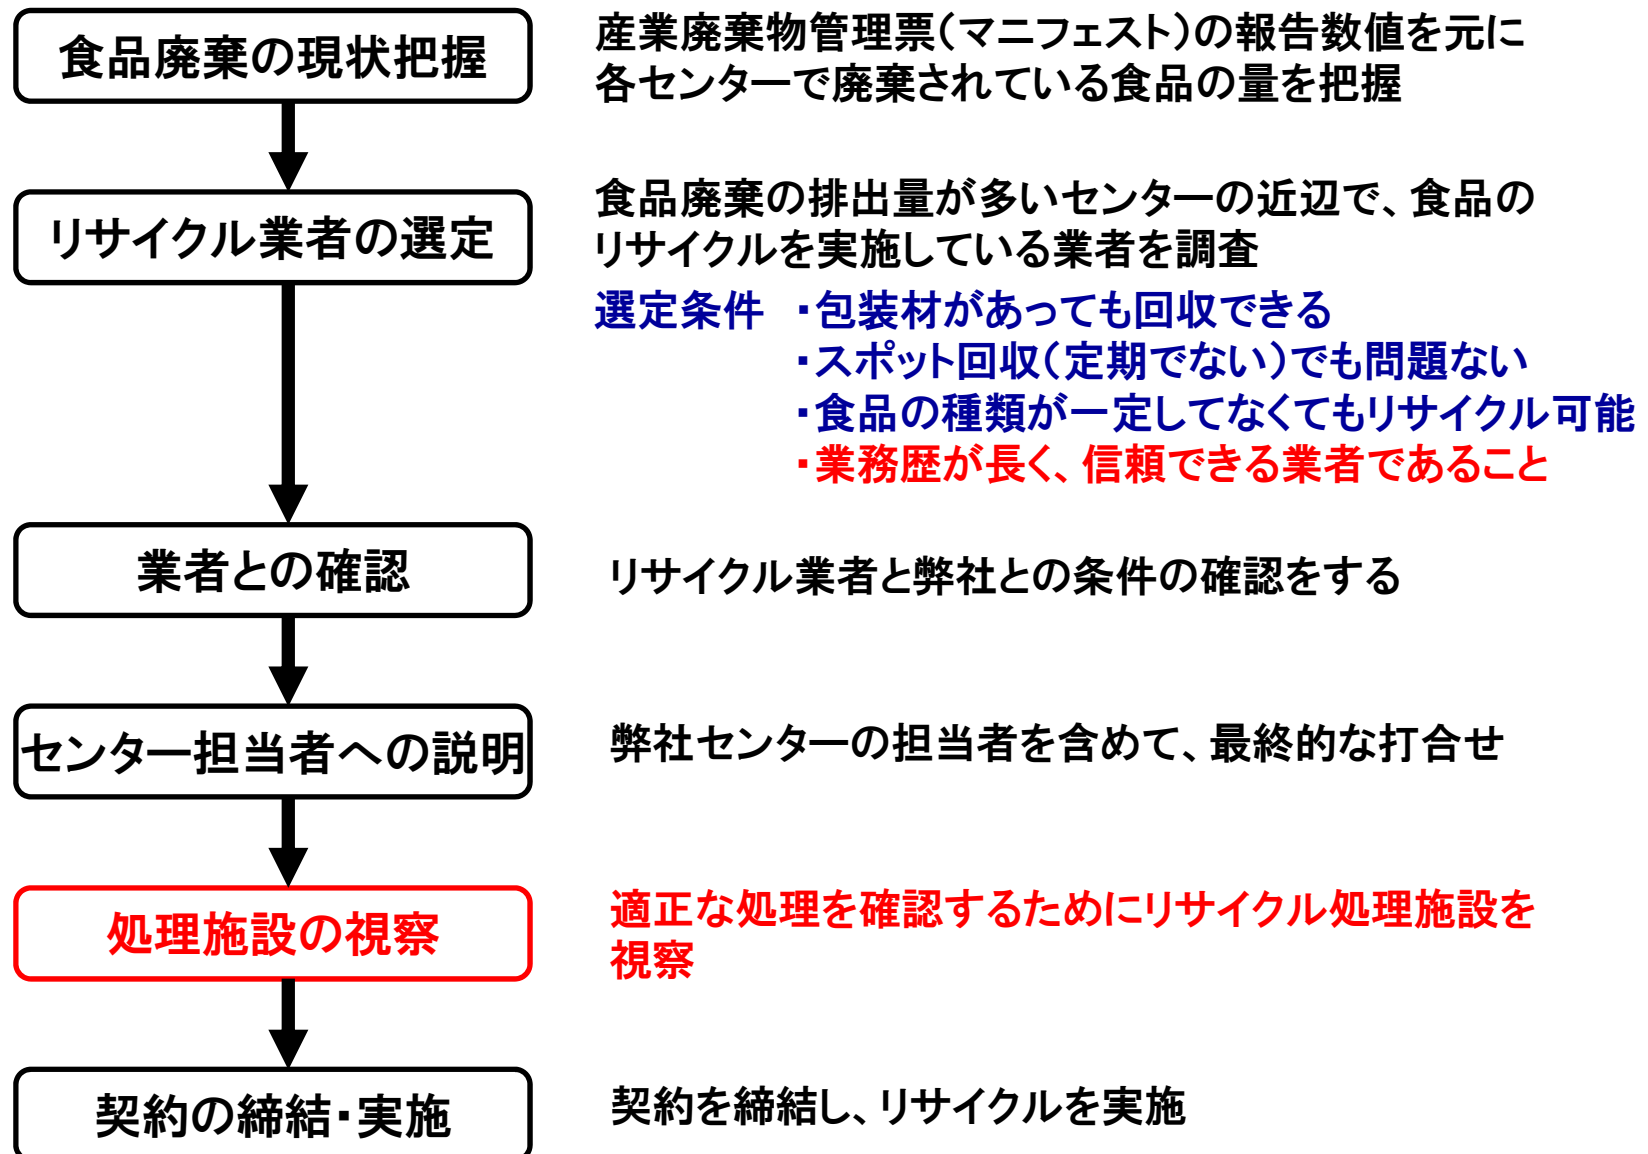 食品廃棄の現状把握
産業廃棄物管理票(マニフェスト)の報告数値を元に
各センターで廃棄されている食品の量を把握
リサイクル業者の選定
食品廃棄の排出量が多いセンターの近辺で、食品の
リサイクルを実施している業者を調査
選定条件 ・包装材があっても回収できる
・スポット回収(定期でない)でも問題ない
・食品の種類が一定してなくてもリサイクル可能
・業務歴が長く、信頼できる業者であること
業者との確認
リサイクル業者と弊社との条件の確認をする
センター担当者への説明
弊社センターの担当者を含めて、最終的な打合せ
処理施設の視察
適正な処理を確認するためにリサイクル処理施設を
視察
契約の締結・実施
契約を締結し、リサイクルを実施